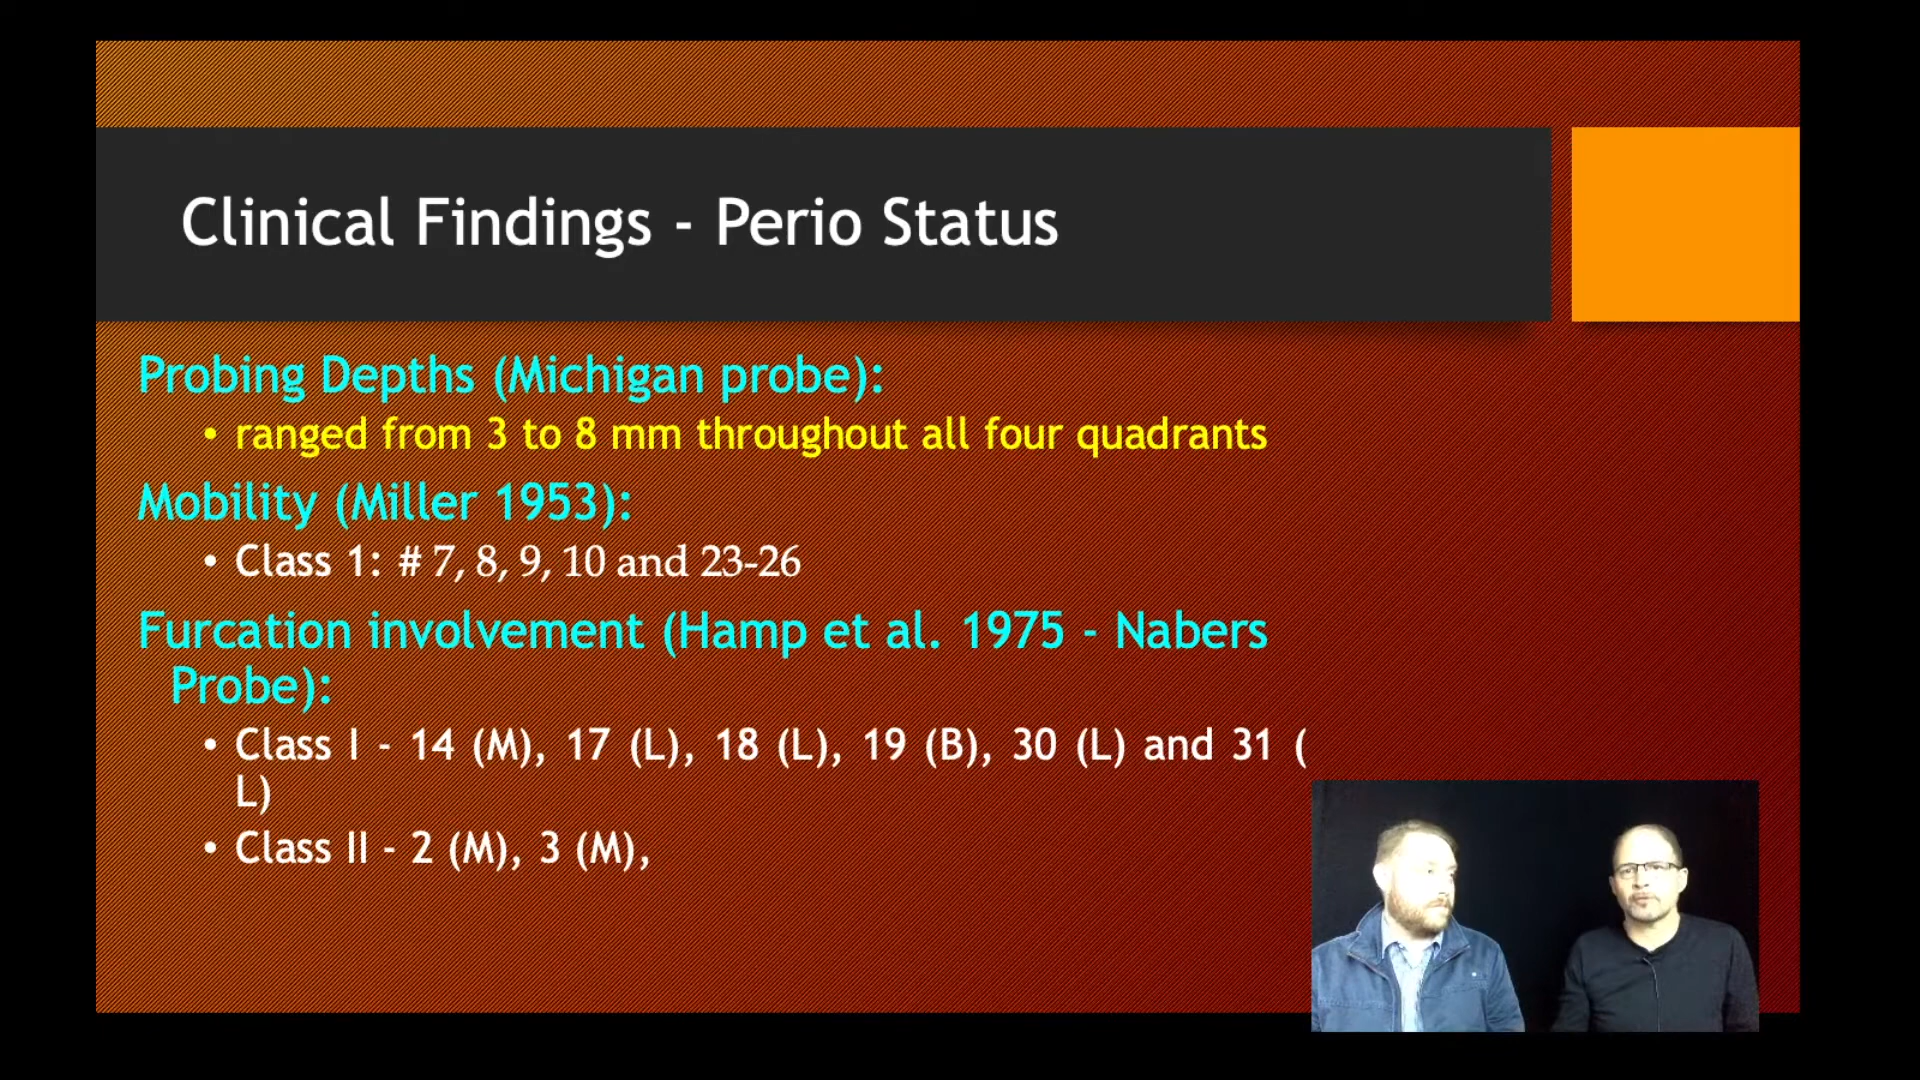 Clinical Findings - Perio Status
Probing Depths (Michigan probe):
• ranged from 3 to 8 mm throughout all four quadrants
Mobility (Miller 1953):
• Class 1: # 7, 8, 9, 10 and 23-26
Furcation involvement (Hamp et al. 1975 - Nabers
Probe):
• Class I - 14 (M), 17 (L), 18 (L), 19 (B), 30 (L) and 31 (
L)
• Class II - 2 (M), 3 (M),